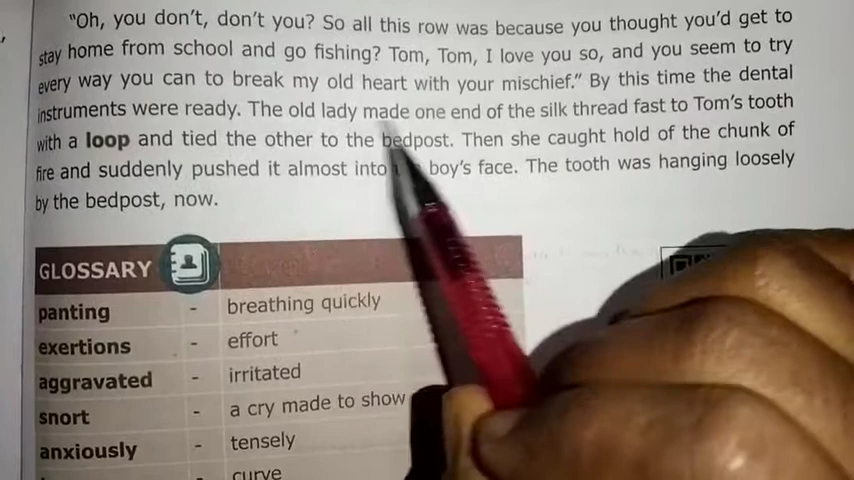 "Oh, you don't, don't you? So all this row was because you thought you'd get to
stay home from school and go fishing? Tom, Tom, I love you so, and you seem to try
every way you can to break my old heart with your mischief." By this time the dental
instruments were ready. The old lady made one end of the silk thread fast to Tom's tooth
with a loop and tied the other to the bedpost. Then she caught hold of the chunk of
fire and suddenly pushed it almost into boy's face. The tooth was hanging loosely
by the bedpost, now.
GLOSSARY
panting - breathing quickly
exertions - effort
aggravated - irritated
snort - a cry made to show
anxiously - tensely
- curve